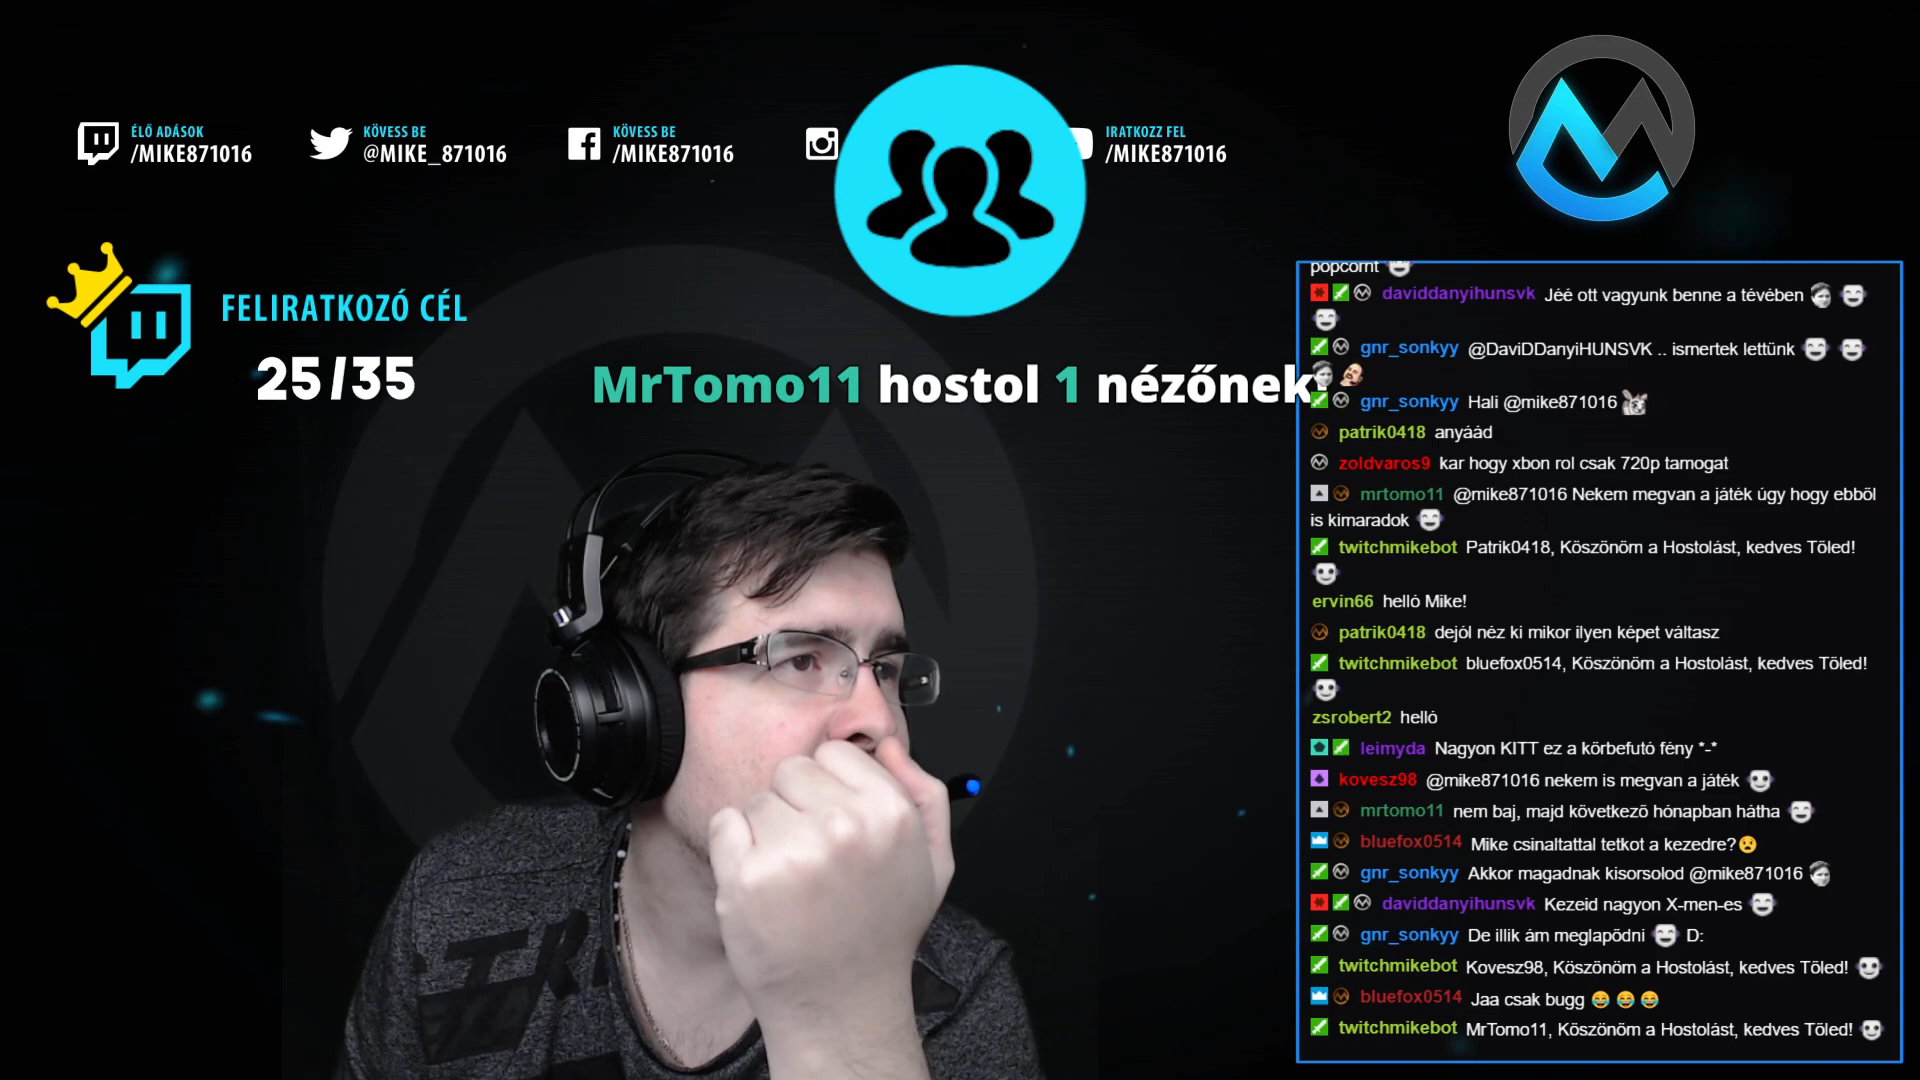 ÉLŐ ADÁSOK
/MIKE871016
KÖVESS BE
@MIKE_871016
KÖVESS BE
/MIKE871016
IRATKOZZ FEL
/MIKE871016
FELIRATKOZÓ CÉL
25/35
MrTomo11 hostol 1 nézőnek!
popcornt
daviddanyihunsvk Jéé ott vagyunk benne a tévében
gnr_sonkyy @DaviDDanyiHUNSVK .. ismertek lettünk
gnr_sonkyy Hali @mike871016
patrik0418 anyáád
zoldvaros9 kar hogy xbon rol csak 720p tamogat
mrtomo11 @mike871016 Nekem megvan a játék úgy hogy ebből
is kimaradok
twitchmikebot Patrik0418, Köszönöm a Hostolást, kedves Tőled!
ervin66 helló Mike!
patrik0418 dejól néz ki mikor ilyen képet váltasz
twitchmikebot bluefox0514, Köszönöm a Hostolást, kedves Tőled!
zsrobert2 helló
leimyda Nagyon KITT ez a körbefutó fény *-*
kovesz98 @mike871016 nekem is megvan a játék
mrtomo11 nem baj, majd következő hónapban hátha
bluefox0514 Mike csinaltattal tetkot a kezedre?😟
gnr_sonkyy Akkor magadnak kisorsolod @mike871016
daviddanyihunsvk Kezeid nagyon X-men-es
gnr_sonkyy De illik ám meglapődni D:
twitchmikebot Kovesz98, Köszönöm a Hostolást, kedves Tőled!
bluefox0514 Jaa csak bugg 😂 😂 😂
twitchmikebot MrTomo11, Köszönöm a Hostolást, kedves Tőled!